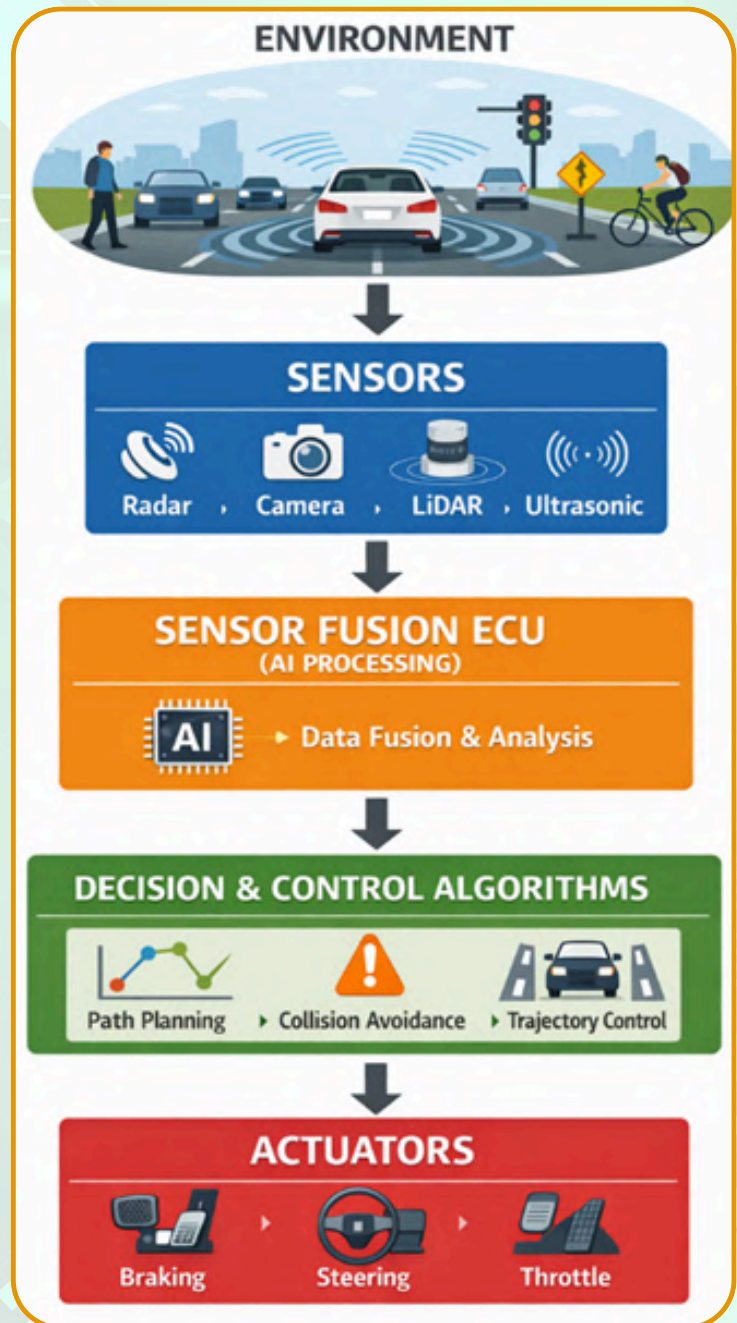 ENVIRONMENT
SENSORS
Radar
Camera
LiDAR
Ultrasonic
SENSOR FUSION ECU
(AI PROCESSING)
AI
Data Fusion & Analysis
DECISION & CONTROL ALGORITHMS
Path Planning
Collision Avoidance
Trajectory Control
ACTUATORS
Braking
Steering
Throttle